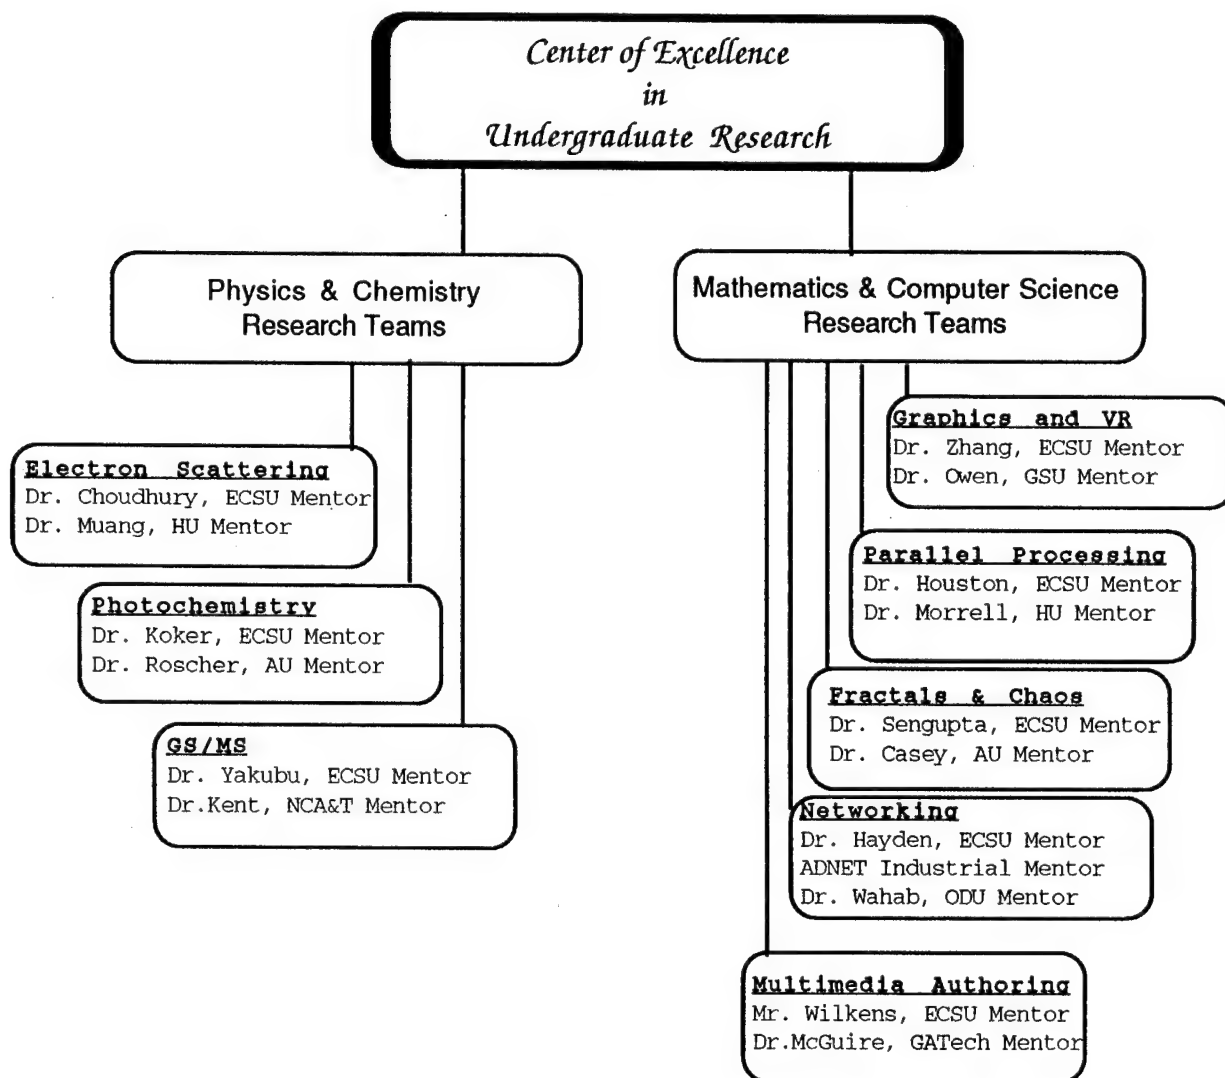 Center of Excellence
in
Undergraduate Research
Physics & Chemistry
Research Teams
Mathematics & Computer Science
Research Teams
Electron Scattering
Dr. Choudhury, ECSU Mentor
Dr. Muang, HU Mentor
Photochemistry
Dr. Koker, ECSU Mentor
Dr. Roscher, AU Mentor
GS/MS
Dr. Yakubu, ECSU Mentor
Dr.Kent, NCA&T Mentor
Graphics and VR
Dr. Zhang, ECSU Mentor
Dr. Owen, GSU Mentor
Parallel Processing
Dr. Houston, ECSU Mentor
Dr. Morrell, HU Mentor
Fractals & Chaos
Dr. Sengupta, ECSU Mentor
Dr. Casey, AU Mentor
Networking
Dr. Hayden, ECSU Mentor
ADNET Industrial Mentor
Dr. Wahab, ODU Mentor
Multimedia Authoring
Mr. Wilkens, ECSU Mentor
Dr.McGuire, GATech Mentor